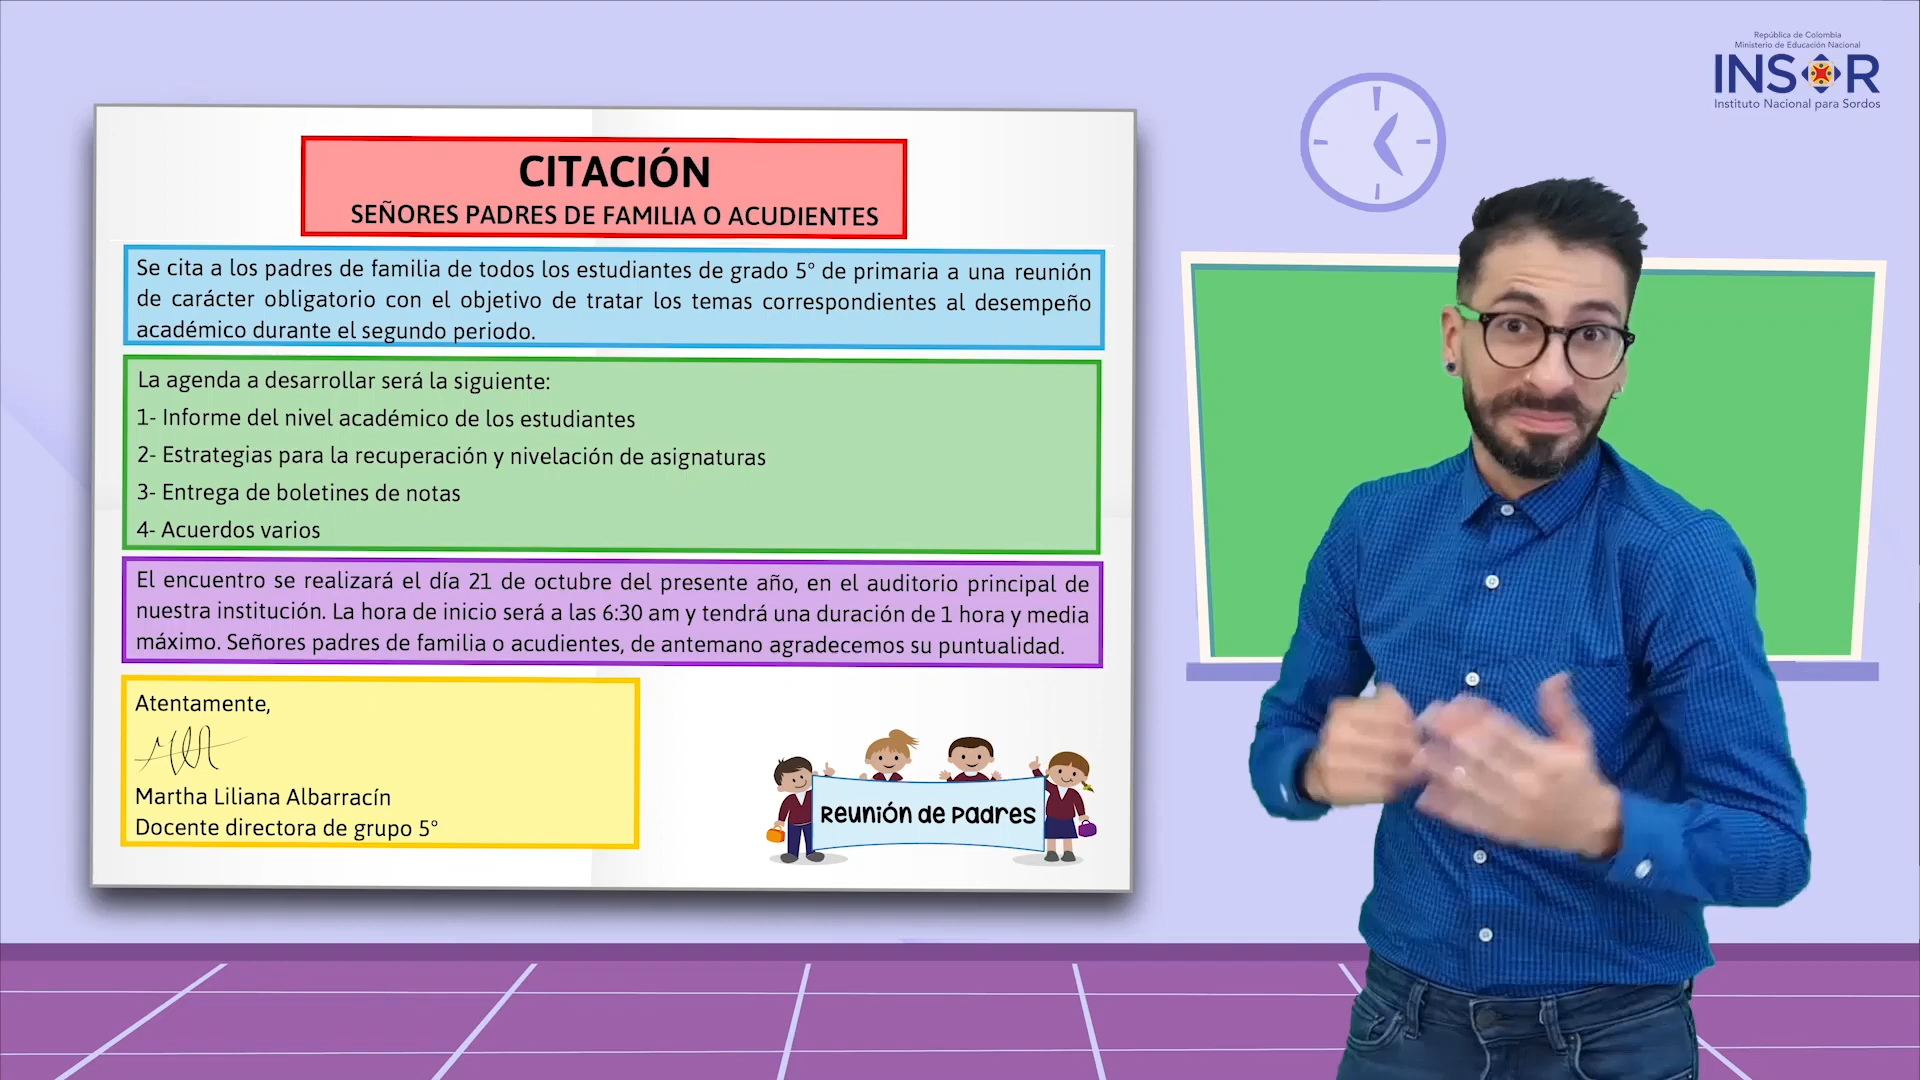 República de Colombia
Ministerio de Educación Nacional
INSOR
Instituto Nacional para Sordos
CITACIÓN
SEÑORES PADRES DE FAMILIA O ACUDIENTES
Se cita a los padres de familia de todos los estudiantes de grado 5° de primaria a una reunión
de carácter obligatorio con el objetivo de tratar los temas correspondientes al desempeño
académico durante el segundo periodo.
La agenda a desarrollar será la siguiente:
1- Informe del nivel académico de los estudiantes
2- Estrategias para la recuperación y nivelación de asignaturas
3- Entrega de boletines de notas
4- Acuerdos varios
El encuentro se realizará el día 21 de octubre del presente año, en el auditorio principal de
nuestra institución. La hora de inicio será a las 6:30 am y tendrá una duración de 1 hora y media
máximo. Señores padres de familia o acudientes, de antemano agradecemos su puntualidad.
Atentamente,
Martha Liliana Albarracín
Docente directora de grupo 5°
Reunión de Padres